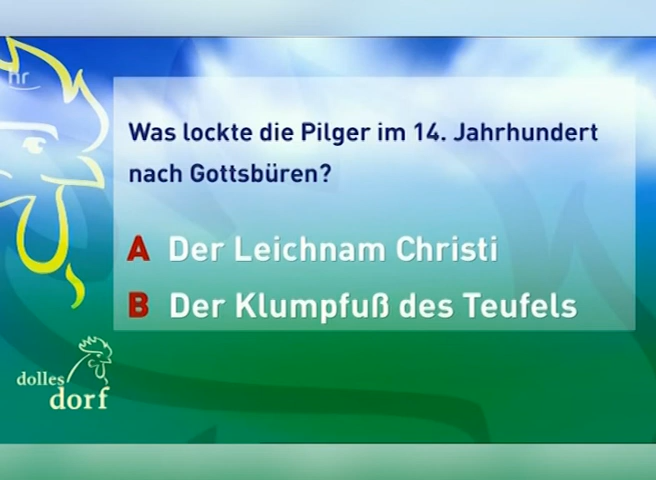 hr
Was lockte die Pilger im 14. Jahrhundert
nach Gottsbüren?
A Der Leichnam Christi
B Der Klumpfuß des Teufels
dolles
dorf